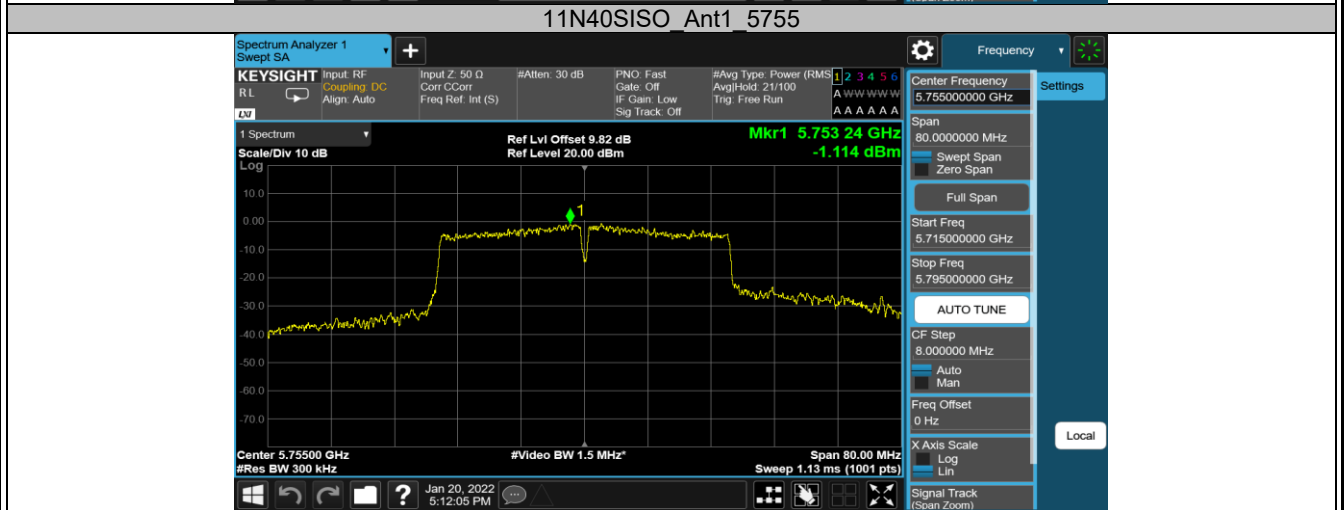 (Span Zoom)
11N40SISO_Ant1_5755
Spectrum Analyzer 1
Swept SA
+
Frequency
KEYSIGHT
RL
LXI
Input: RF
Coupling: DC
Align: Auto
Input Z: 50 Ω
Corr CCorr
Freq Ref: Int (S)
#Atten: 30 dB
PNO: Fast
Gate: Off
IF Gain: Low
Sig Track: Off
#Avg Type: Power (RMS
Avg|Hold: 21/100
Trig: Free Run
1 2 3 4 5 6
A W W W W W
A A A A A A
1 Spectrum
Scale/Div 10 dB
Log
Ref Lvl Offset 9.82 dB
Ref Level 20.00 dBm
Mkr1 5.753 24 GHz
-1.114 dBm
10.0
0.00
-10.0
-20.0
-30.0
-40.0
-50.0
-60.0
-70.0
1
Center 5.75500 GHz
#Res BW 300 kHz
#Video BW 1.5 MHz*
Span 80.00 MHz
Sweep 1.13 ms (1001 pts)
Center Frequency
5.755000000 GHz
Settings
Span
80.0000000 MHz
Swept Span
Zero Span
Full Span
Start Freq
5.715000000 GHz
Stop Freq
5.795000000 GHz
AUTO TUNE
CF Step
8.000000 MHz
Auto
Man
Freq Offset
0 Hz
X Axis Scale
Log
Lin
Local
Signal Track
(Span Zoom)
?
Jan 20, 2022
5:12:05 PM